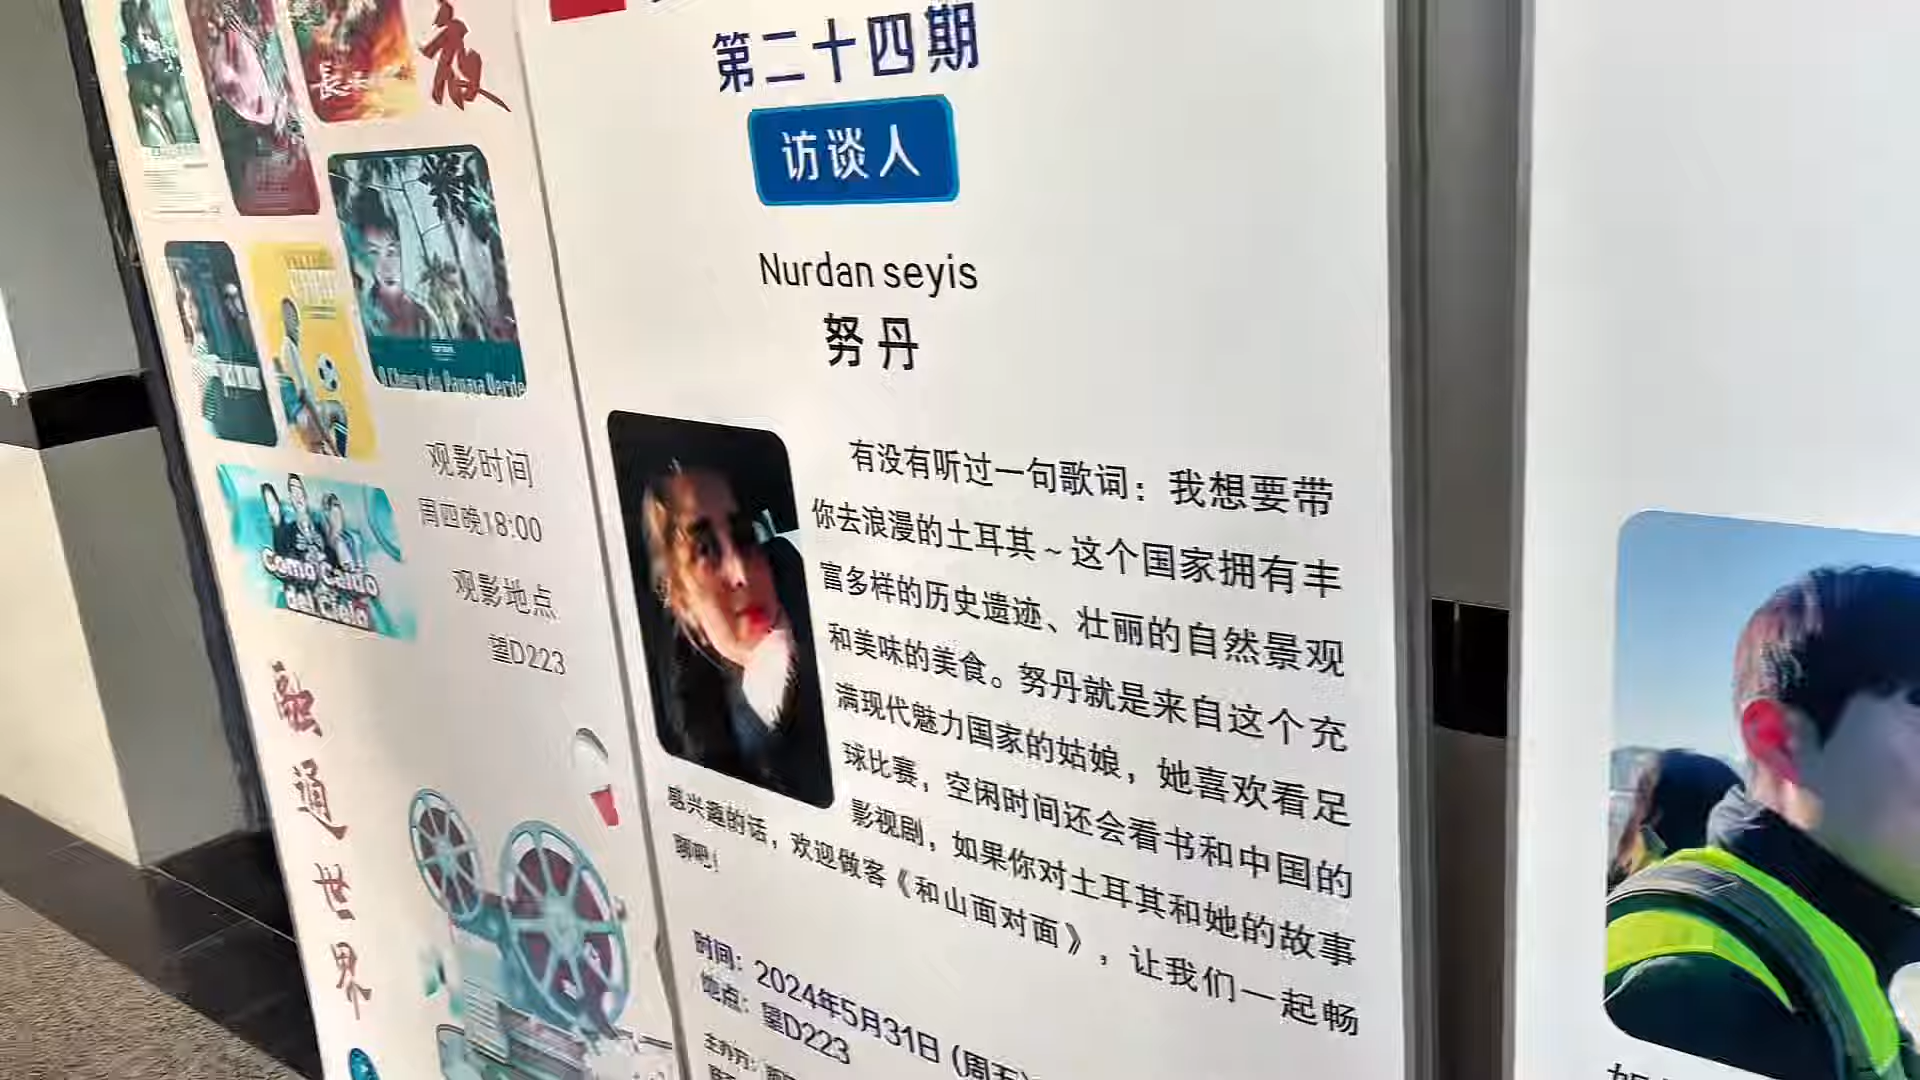 夜
長
Como Caído
del Cielo
观影时间
周四晚18:00
观影地点
望D223
融通世界
第二十四期
访谈人
Nurdan seyis
努丹
有没有听过一句歌词：我想要带
你去浪漫的土耳其~这个国家拥有丰
富多样的历史遗迹、壮丽的自然景观
和美味的美食。努丹就是来自这个充
满现代魅力国家的姑娘，她喜欢看足
球比赛，空闲时间还会看书和中国的
影视剧，如果你对土耳其和她的故事
感兴趣的话，欢迎做客《和山面对面》，让我们一起畅
聊吧！
时间：2024年5月31日（周五）
地点：望D223
主办方：